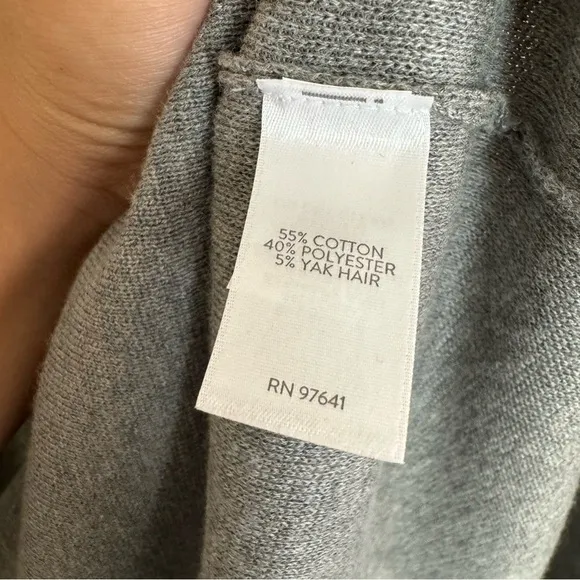 55% COTTON
40% POLYESTER
5% YAK HAIR
RN 97641